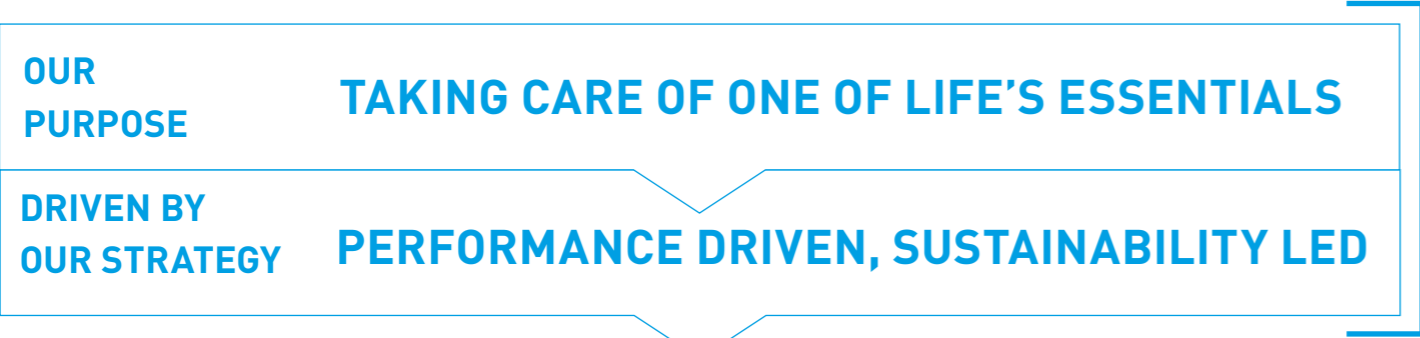 OUR
PURPOSE
TAKING CARE OF ONE OF LIFE’S ESSENTIALS
DRIVEN BY
OUR STRATEGY
PERFORMANCE DRIVEN, SUSTAINABILITY LED